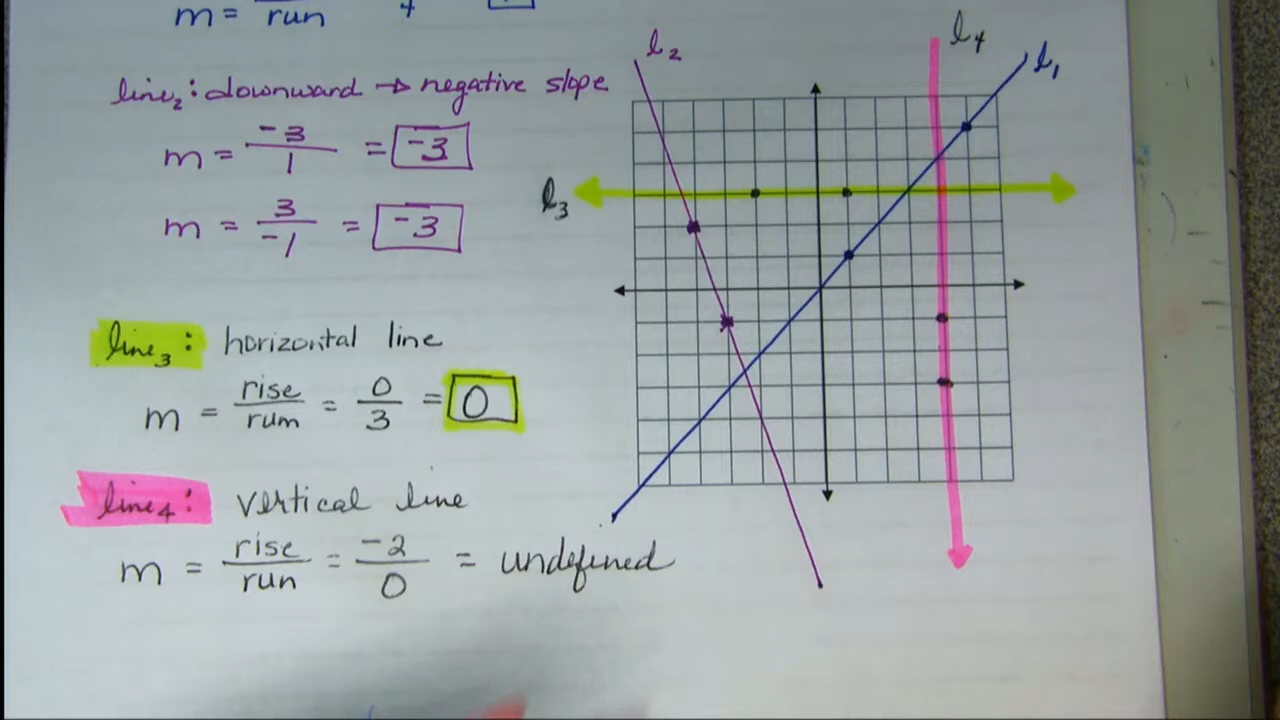 m = rise/run 4
line₂: downward → negative slope
m = -3/1 = -3
m = 3/-1 = -3
line₃: horizontal line
m = rise/run = 0/3 = 0
line₄: vertical line
m = rise/run = -2/0 = undefined
l₂
l₄
l₁
l₃